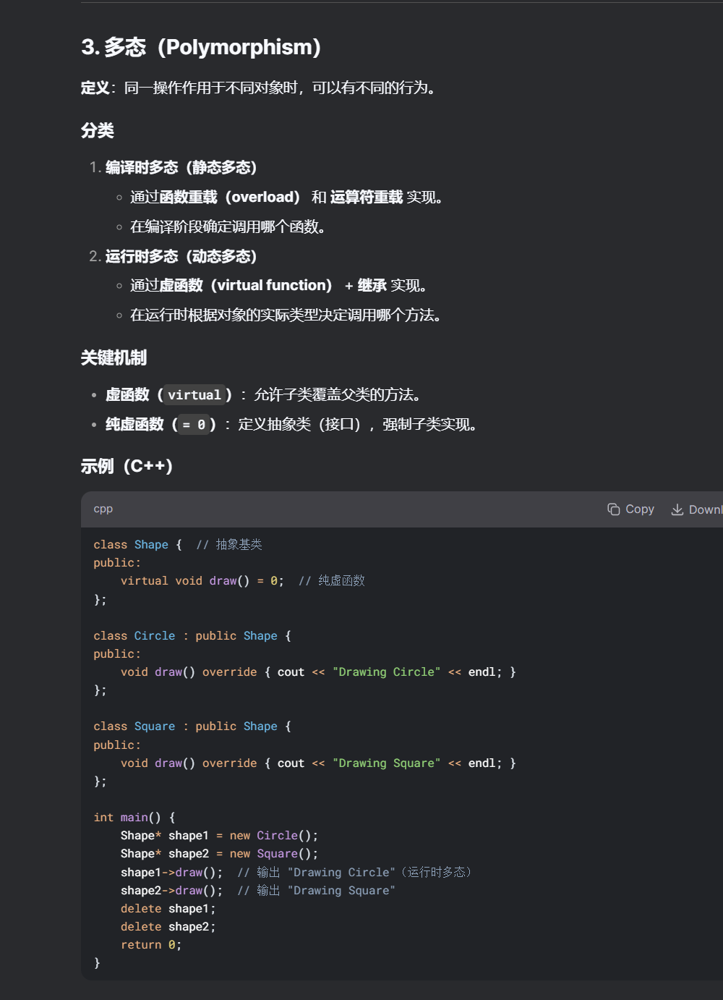 3. 多态（Polymorphism）
定义：同一操作作用于不同对象时，可以有不同的行为。
分类
1. 编译时多态（静态多态）
通过函数重载（overload） 和 运算符重载 实现。
在编译阶段确定调用哪个函数。
2. 运行时多态（动态多态）
通过虚函数（virtual function） + 继承 实现。
在运行时根据对象的实际类型决定调用哪个方法。
关键机制
虚函数（virtual）：允许子类覆盖父类的方法。
纯虚函数（= 0）：定义抽象类（接口），强制子类实现。
示例（C++）
cpp Copy Downl
class Shape {  // 抽象基类
public:
    virtual void draw() = 0;  // 纯虚函数
};
class Circle : public Shape {
public:
    void draw() override { cout << "Drawing Circle" << endl; }
};
class Square : public Shape {
public:
    void draw() override { cout << "Drawing Square" << endl; }
};
int main() {
    Shape* shape1 = new Circle();
    Shape* shape2 = new Square();
    shape1->draw();  // 输出 "Drawing Circle"（运行时多态）
    shape2->draw();  // 输出 "Drawing Square"
    delete shape1;
    delete shape2;
    return 0;
}